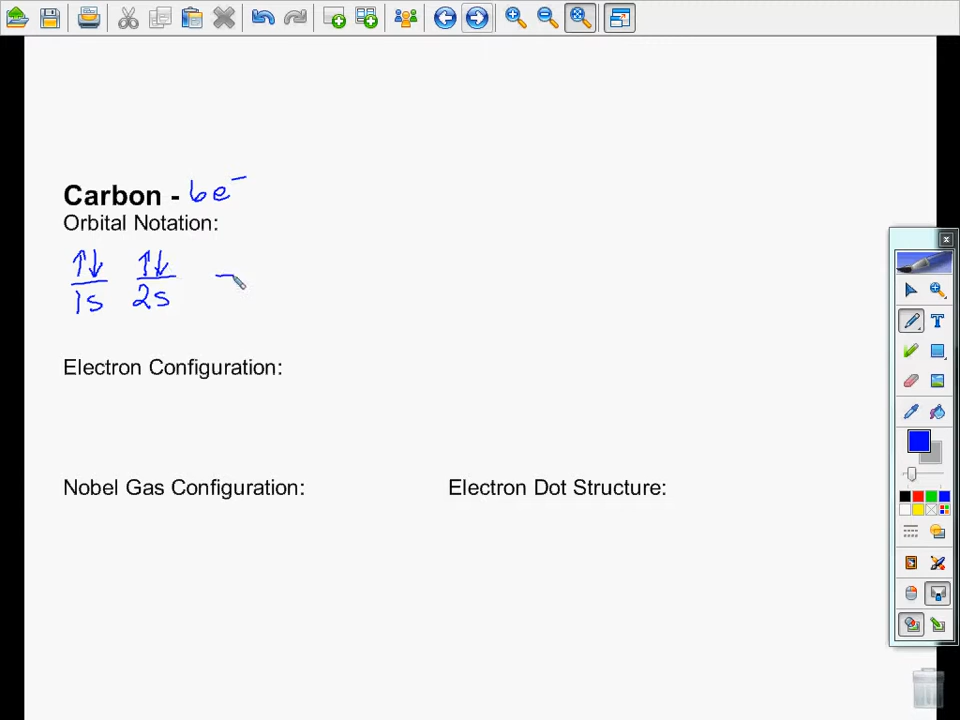 Carbon - 6e⁻
Orbital Notation:
↑↓ ↑↓
1s 2s
Electron Configuration:
Nobel Gas Configuration:
Electron Dot Structure: